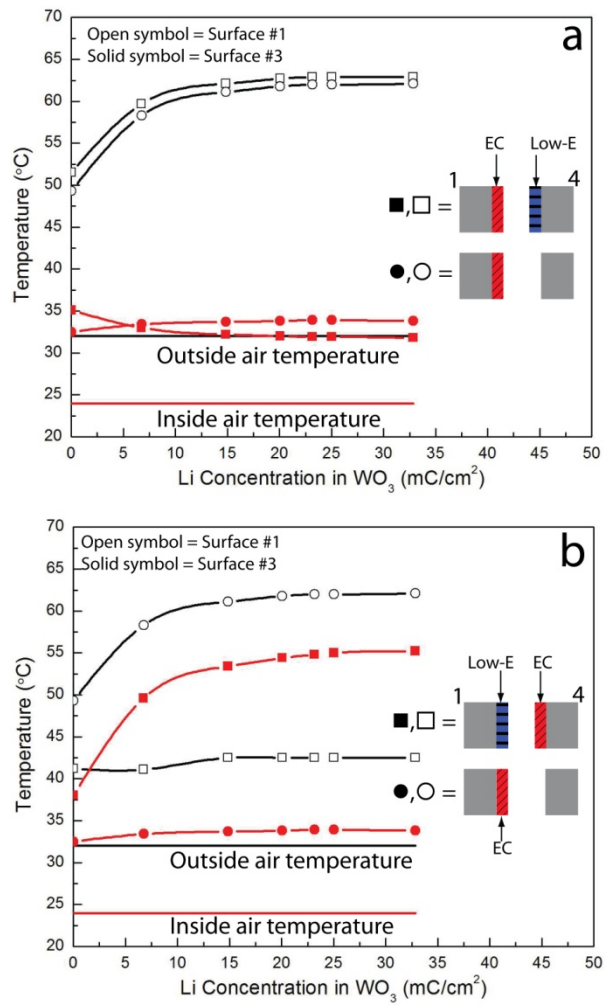 Open symbol = Surface #1
Solid symbol = Surface #3
a
70
65
60
55
50
45
40
35
30
25
20
Temperature (°C)
EC
Low-E
1
4
■,□ =
●,○ =
Outside air temperature
Inside air temperature
0 5 10 15 20 25 30 35 40 45 50
Li Concentration in WO₃ (mC/cm²)
Open symbol = Surface #1
Solid symbol = Surface #3
b
70
65
60
55
50
45
40
35
30
25
20
Temperature (°C)
Low-E
EC
1
4
■,□ =
●,○ =
EC
Outside air temperature
Inside air temperature
0 5 10 15 20 25 30 35 40 45 50
Li Concentration in WO₃ (mC/cm²)